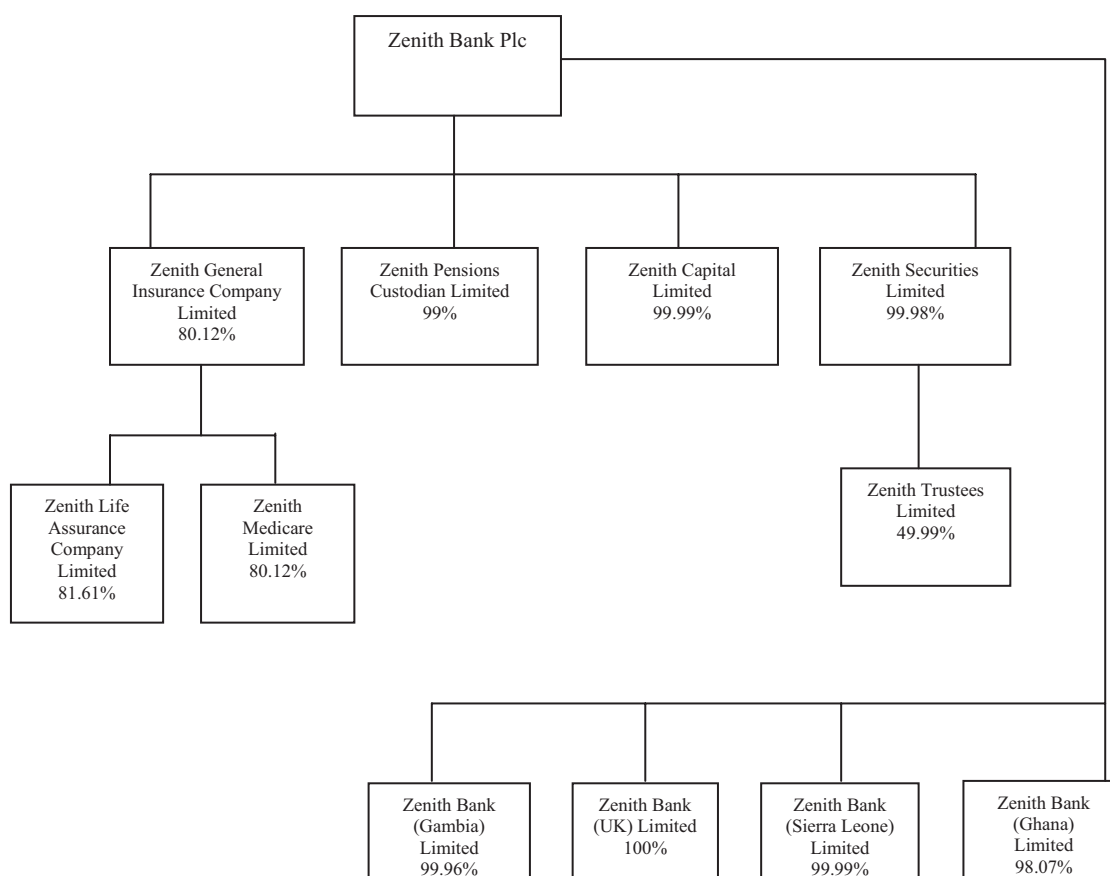 Zenith Bank Plc
Zenith General
Insurance Company
Limited
80.12%
Zenith Pensions
Custodian Limited
99%
Zenith Capital
Limited
99.99%
Zenith Securities
Limited
99.98%
Zenith Life
Assurance
Company
Limited
81.61%
Zenith
Medicare
Limited
80.12%
Zenith Trustees
Limited
49.99%
Zenith Bank
(Gambia)
Limited
99.96%
Zenith Bank
(UK) Limited
100%
Zenith Bank
(Sierra Leone)
Limited
99.99%
Zenith Bank
(Ghana)
Limited
98.07%